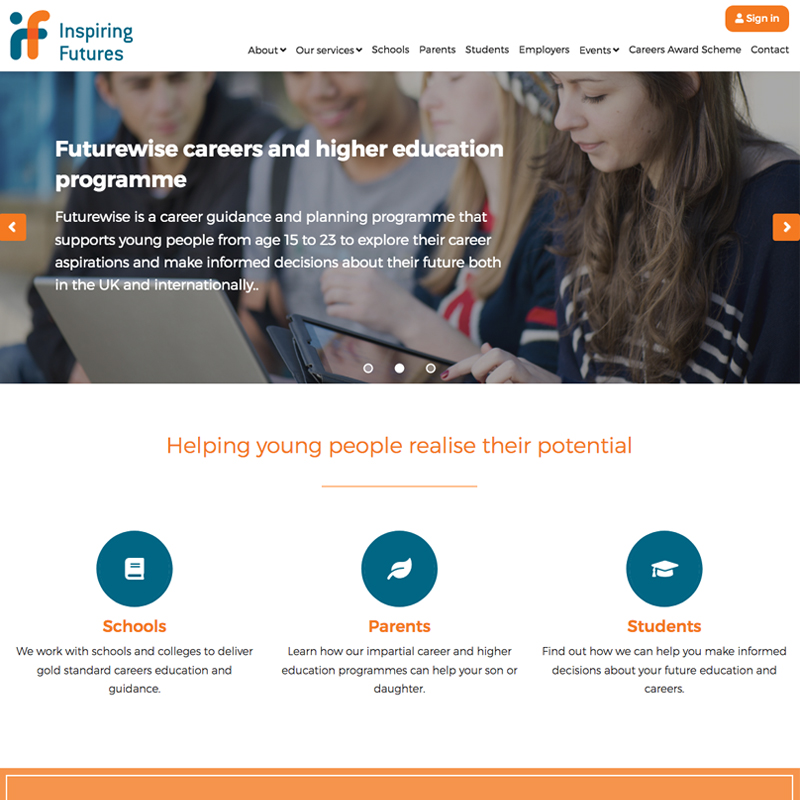 Inspiring
Futures
Sign in
About
Our services
Schools
Parents
Students
Employers
Events
Careers Award Scheme
Contact
Futurewise careers and higher education
programme
Futurewise is a career guidance and planning programme that
supports young people from age 15 to 23 to explore their career
aspirations and make informed decisions about their future both
in the UK and internationally..
Helping young people realise their potential
Schools
We work with schools and colleges to deliver
gold standard careers education and
guidance.
Parents
Learn how our impartial career and higher
education programmes can help your son or
daughter.
Students
Find out how we can help you make informed
decisions about your future education and
careers.